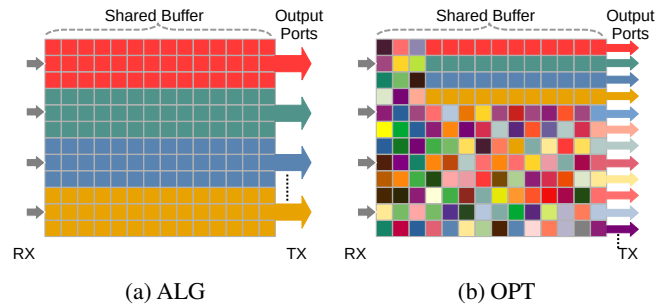 Shared Buffer
Output
Ports
RX
TX
(a) ALG
Shared Buffer
Output
Ports
RX
TX
(b) OPT